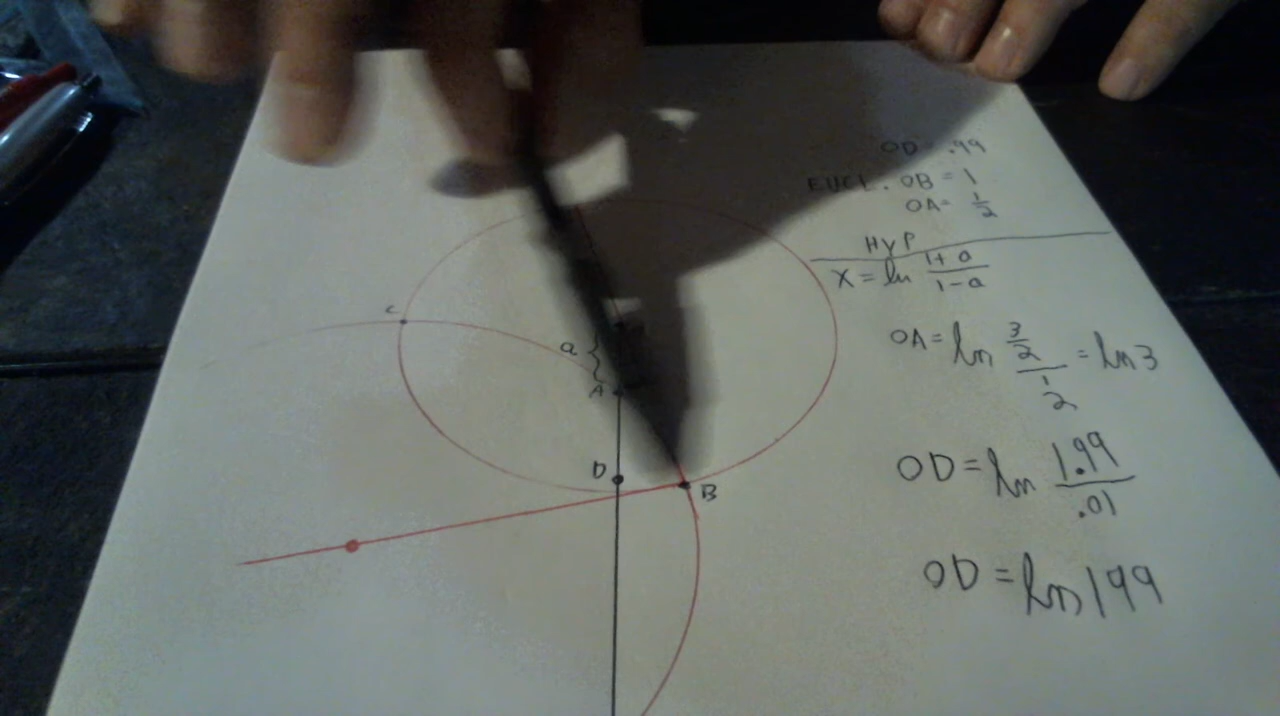 OD .99
EUCL. OB = 1
OA = 1/2
HYP
X = ln (1+a)/(1-a)
OA = ln (3/2)/(1/2) = ln 3
OD = ln 1.99/.01
OD = ln 199
C
a {
A
D
B